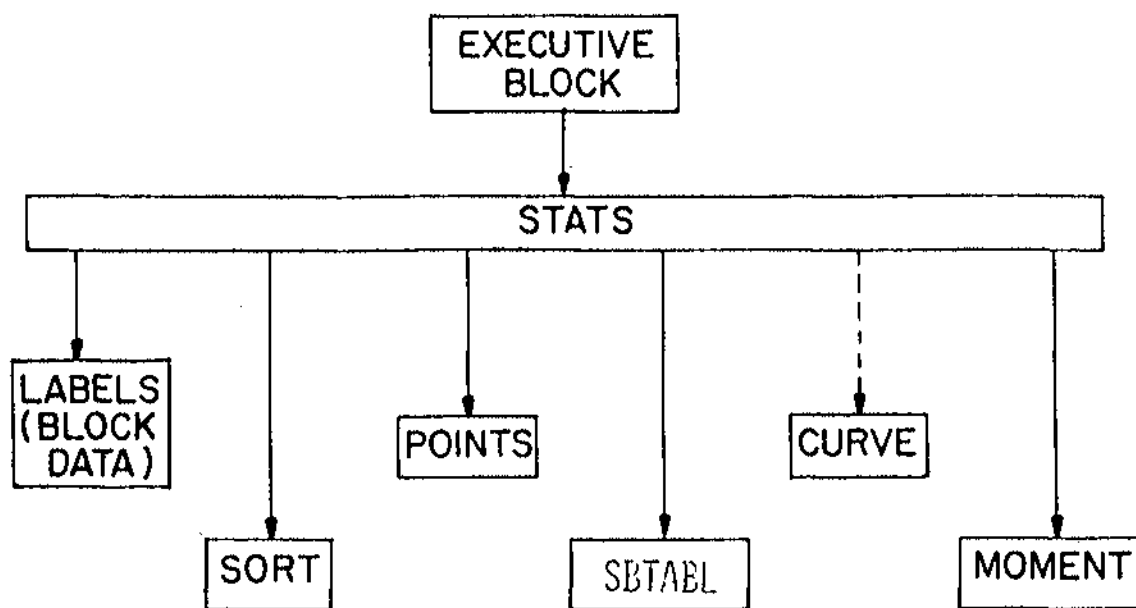 EXECUTIVE
BLOCK
STATS
LABELS
(BLOCK
DATA)
POINTS
CURVE
SORT
SBTABL
MOMENT